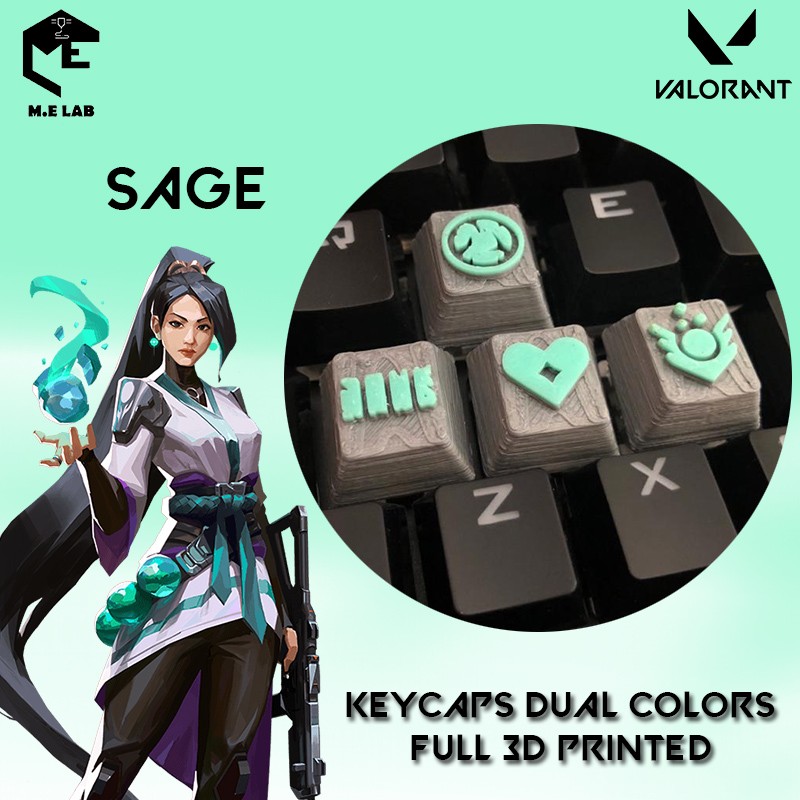 M E
M.E LAB
VALORANT
SAGE
E
Z
X
KEYCAPS DUAL COLORS
FULL 3D PRINTED